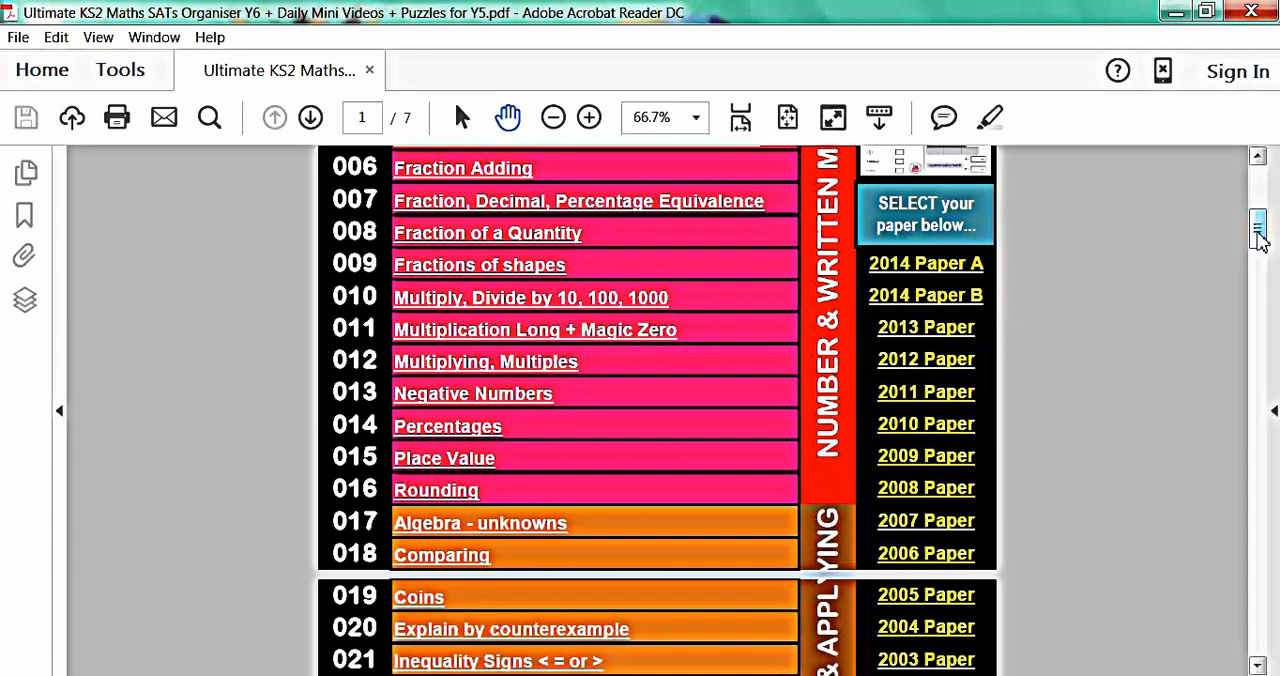 Ultimate KS2 Maths SATs Organiser Y6 + Daily Mini Videos + Puzzles for Y5.pdf - Adobe Acrobat Reader DC
File Edit View Window Help
Home Tools Ultimate KS2 Maths... × Sign In
1 / 7 66.7%
006 Fraction Adding
007 Fraction, Decimal, Percentage Equivalence
008 Fraction of a Quantity
009 Fractions of shapes
010 Multiply, Divide by 10, 100, 1000
011 Multiplication Long + Magic Zero
012 Multiplying, Multiples
013 Negative Numbers
014 Percentages
015 Place Value
016 Rounding
017 Algebra - unknowns
018 Comparing
019 Coins
020 Explain by counterexample
021 Inequality Signs < = or >
NUMBER & WRITTEN M
& APPLYING
SELECT your
paper below...
2014 Paper A
2014 Paper B
2013 Paper
2012 Paper
2011 Paper
2010 Paper
2009 Paper
2008 Paper
2007 Paper
2006 Paper
2005 Paper
2004 Paper
2003 Paper